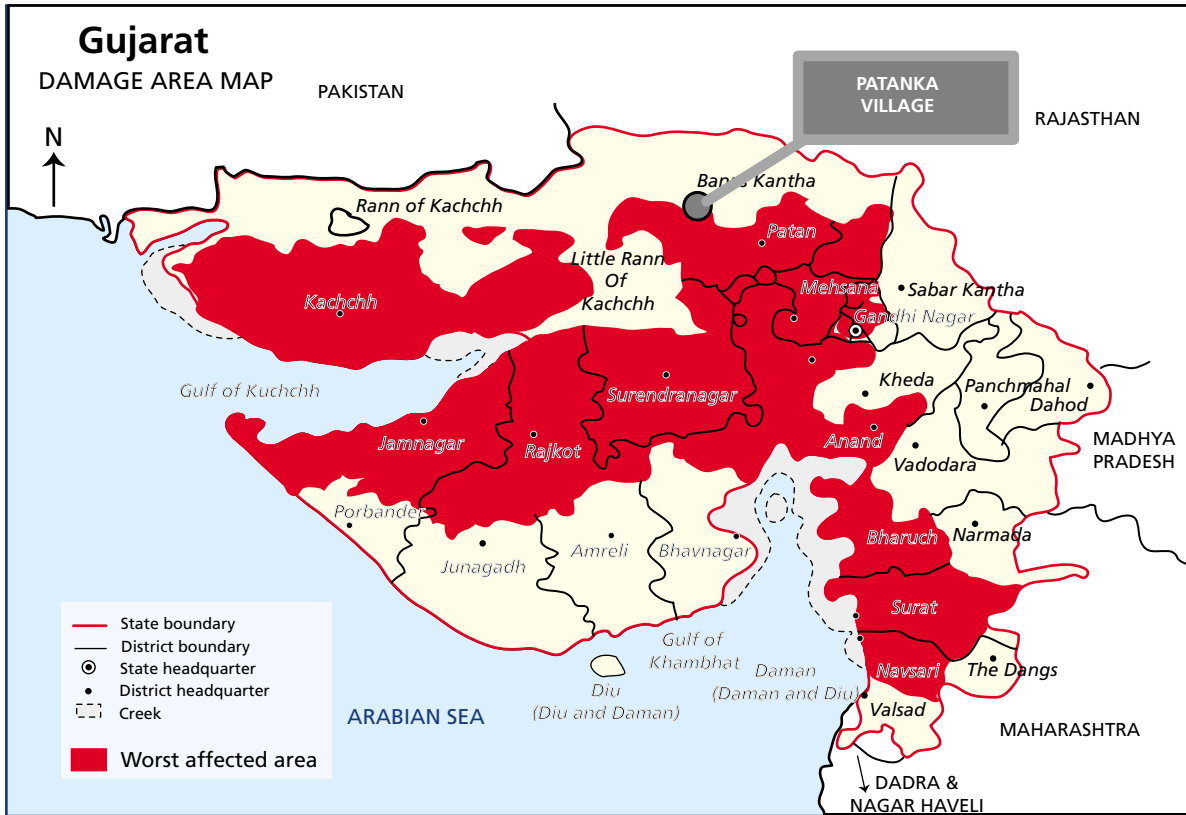 Gujarat
DAMAGE AREA MAP
PAKISTAN
PATANKA
VILLAGE
RAJASTHAN
N
Rann of Kachchh
Kantha
Patan
Little Rann
Of
Kachchh
Mehsana
Sabar Kantha
Gandhi Nagar
Kachchh
Gulf of Kuchchh
Surendranagar
Kheda
Panchmahal
Dahod
Jamnagar
Rajkot
Anand
Vadodara
MADHYA
PRADESH
Porbander
Junagadh
Amreli
Bhavnagar
Bharuch
Narmada
Surat
Gulf of
Khambhat
Navsari
The Dangs
Daman
(Daman and Diu)
Diu
(Diu and Daman)
Valsad
ARABIAN SEA
MAHARASHTRA
DADRA &
NAGAR HAVELI
State boundary
District boundary
State headquarter
District headquarter
Creek
Worst affected area